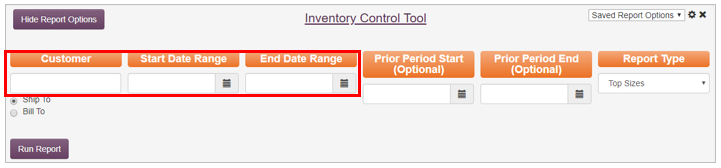 Hide Report Options
Inventory Control Tool
Saved Report Options
Customer
Start Date Range
End Date Range
Prior Period Start
(Optional)
Prior Period End
(Optional)
Report Type
Top Sizes
Ship To
Bill To
Run Report